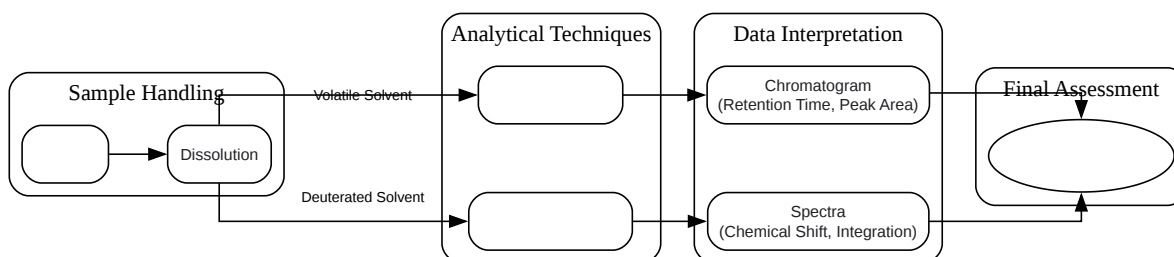 Analytical Techniques
Data Interpretation
Sample Handling
Volatile Solvent
Chromatogram
(Retention Time, Peak Area)
Final Assessment
Dissolution
Deuterated Solvent
Spectra
(Chemical Shift, Integration)